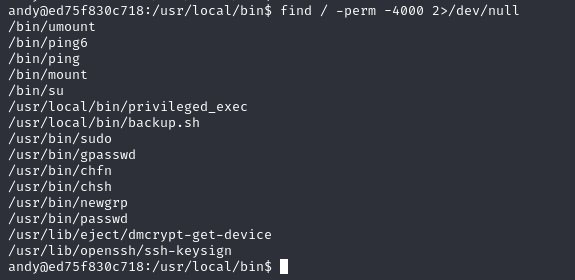 andy@ed75f830c718:/usr/local/bin$ find / -perm -4000 2>/dev/null
/bin/umount
/bin/ping6
/bin/ping
/bin/mount
/bin/su
/usr/local/bin/privileged_exec
/usr/local/bin/backup.sh
/usr/bin/sudo
/usr/bin/gpasswd
/usr/bin/chfn
/usr/bin/chsh
/usr/bin/newgrp
/usr/bin/passwd
/usr/lib/eject/dmcrypt-get-device
/usr/lib/openssh/ssh-keysign
andy@ed75f830c718:/usr/local/bin$